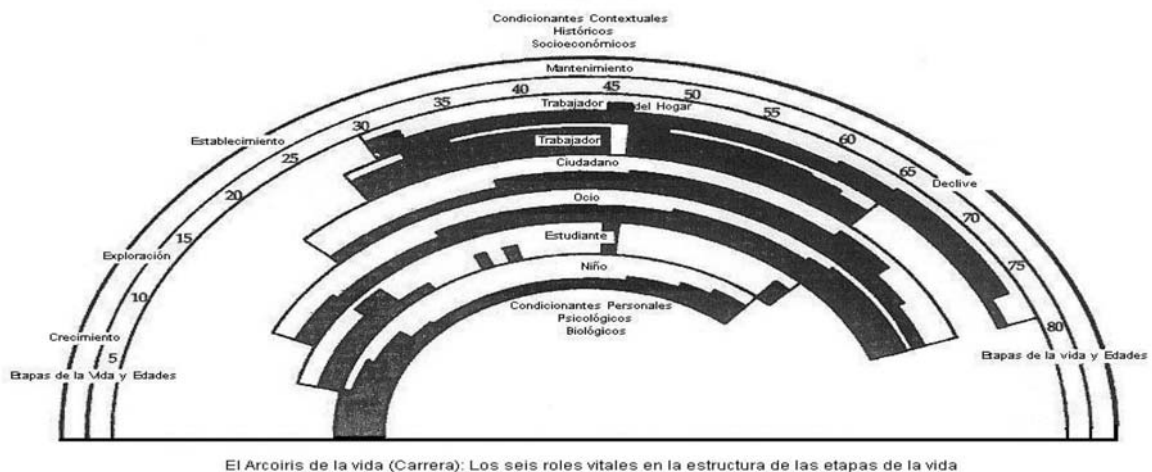 Condicionantes Contextuales
Históricos
Socioeconómicos
Mantenimiento
45
40
50
35
55
Trabajador
del Hogar
30
60
Establecimiento
Trabajador
25
65
Ciudadano
Declive
20
Ocio
70
15
Estudiante
Exploración
Niño
75
10
Condicionantes Personales
Psicológicos
Biológicos
80
Crecimiento
5
Etapas de la vida y Edades
Etapas de la Vida y Edades
El Arcoiris de la vida (Carrera): Los seis roles vitales en la estructura de las etapas de la vida